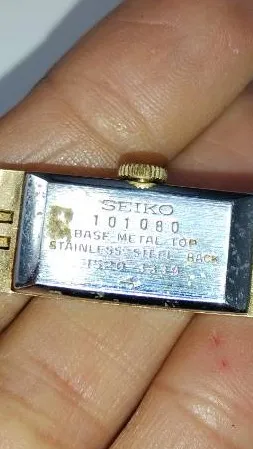 SEIKO
101080
BASE METAL TOP
STAINLESS STEEL BACK